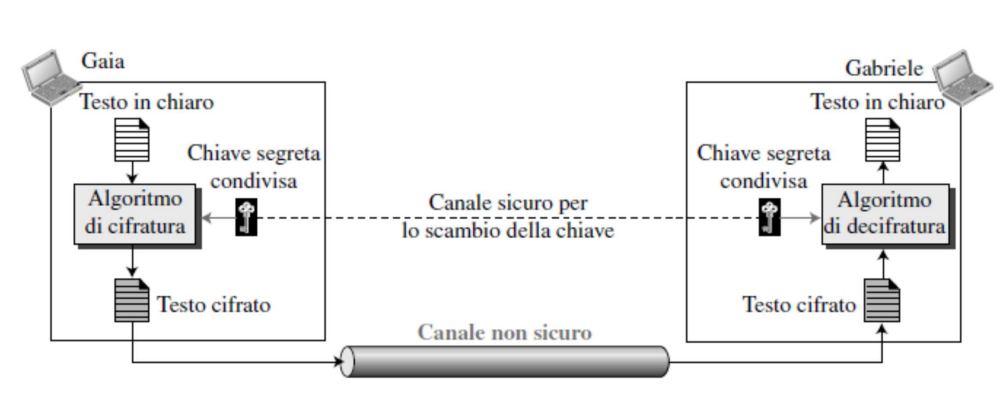 Gaia
Gabriele
Testo in chiaro
Testo in chiaro
Chiave segreta
condivisa
Chiave segreta
condivisa
Algoritmo
di cifratura
Canale sicuro per
lo scambio della chiave
Algoritmo
di decifratura
Testo cifrato
Testo cifrato
Canale non sicuro